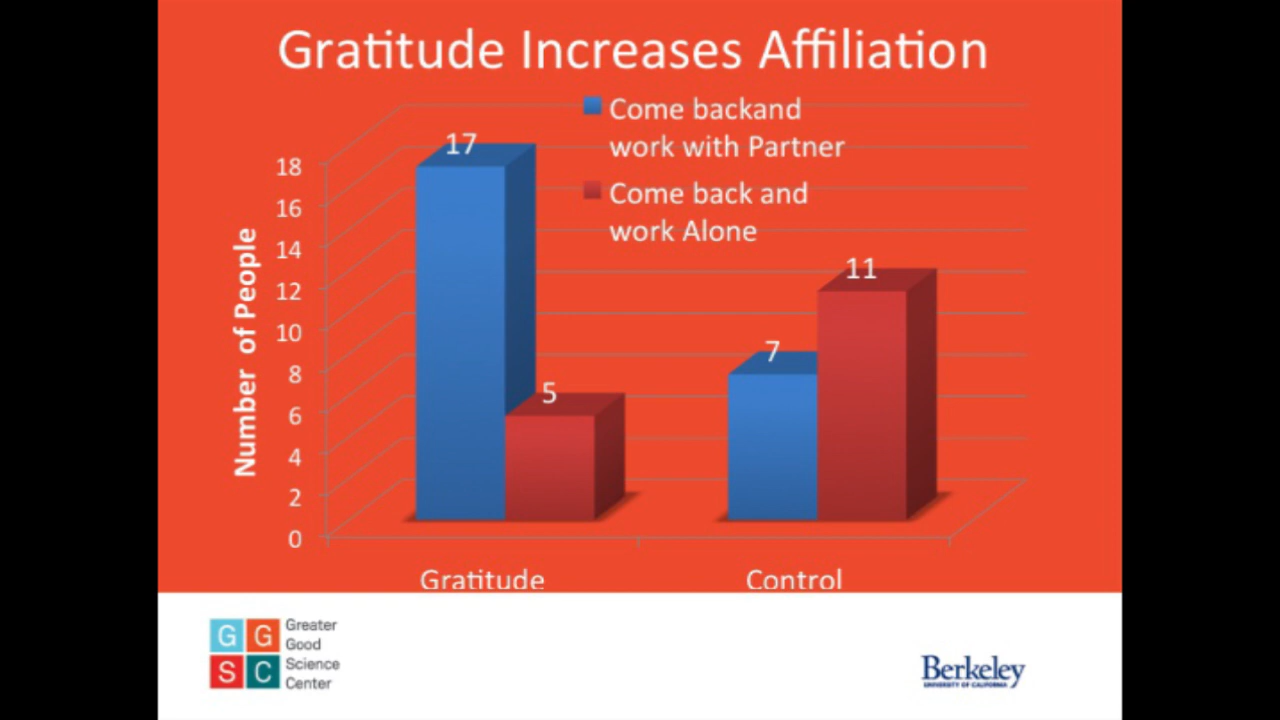 Gratitude Increases Affiliation
Come backand
work with Partner
Come back and
work Alone
Number of People
18
16
14
12
10
8
6
4
2
0
17
5
7
11
Gratitude
Control
G G
S C
Greater
Good
Science
Center
Berkeley
UNIVERSITY OF CALIFORNIA